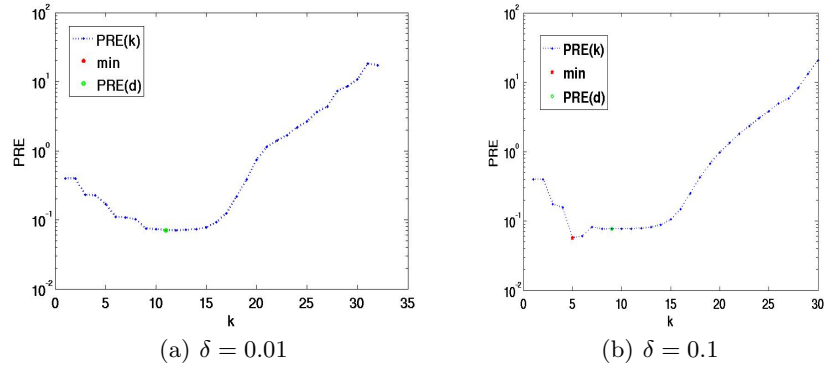 10^2
10^1
10^0
10^-1
10^-2
PRE
PRE(k)
min
PRE(d)
0 5 10 15 20 25 30 35
k
(a) δ = 0.01
10^2
10^1
10^0
10^-1
10^-2
PRE
PRE(k)
min
PRE(d)
0 5 10 15 20 25 30
k
(b) δ = 0.1